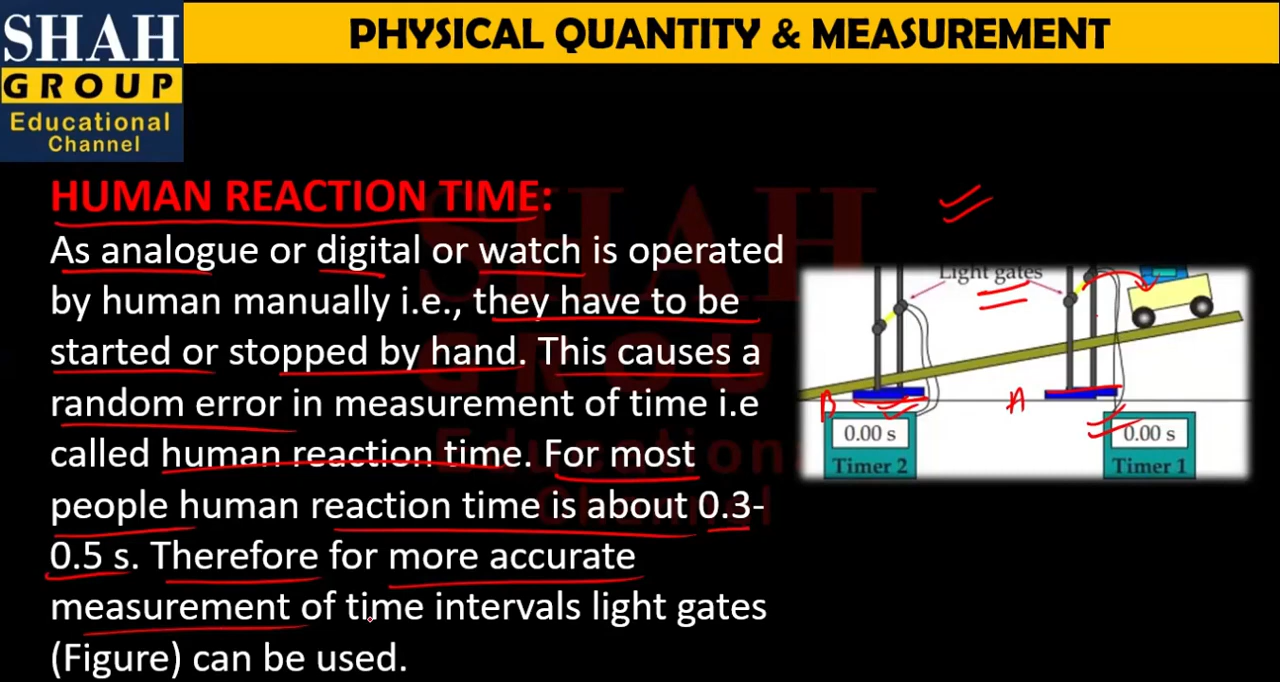 SHAH
GROUP
Educational
Channel
PHYSICAL QUANTITY & MEASUREMENT
HUMAN REACTION TIME:
As analogue or digital or watch is operated
by human manually i.e., they have to be
started or stopped by hand. This causes a
random error in measurement of time i.e
called human reaction time. For most
people human reaction time is about 0.3-
0.5 s. Therefore for more accurate
measurement of time intervals light gates
(Figure) can be used.
Light gates
B
A
0.00 s
Timer 2
0.00 s
Timer 1
SHAH
GROUP
Educational
Channel